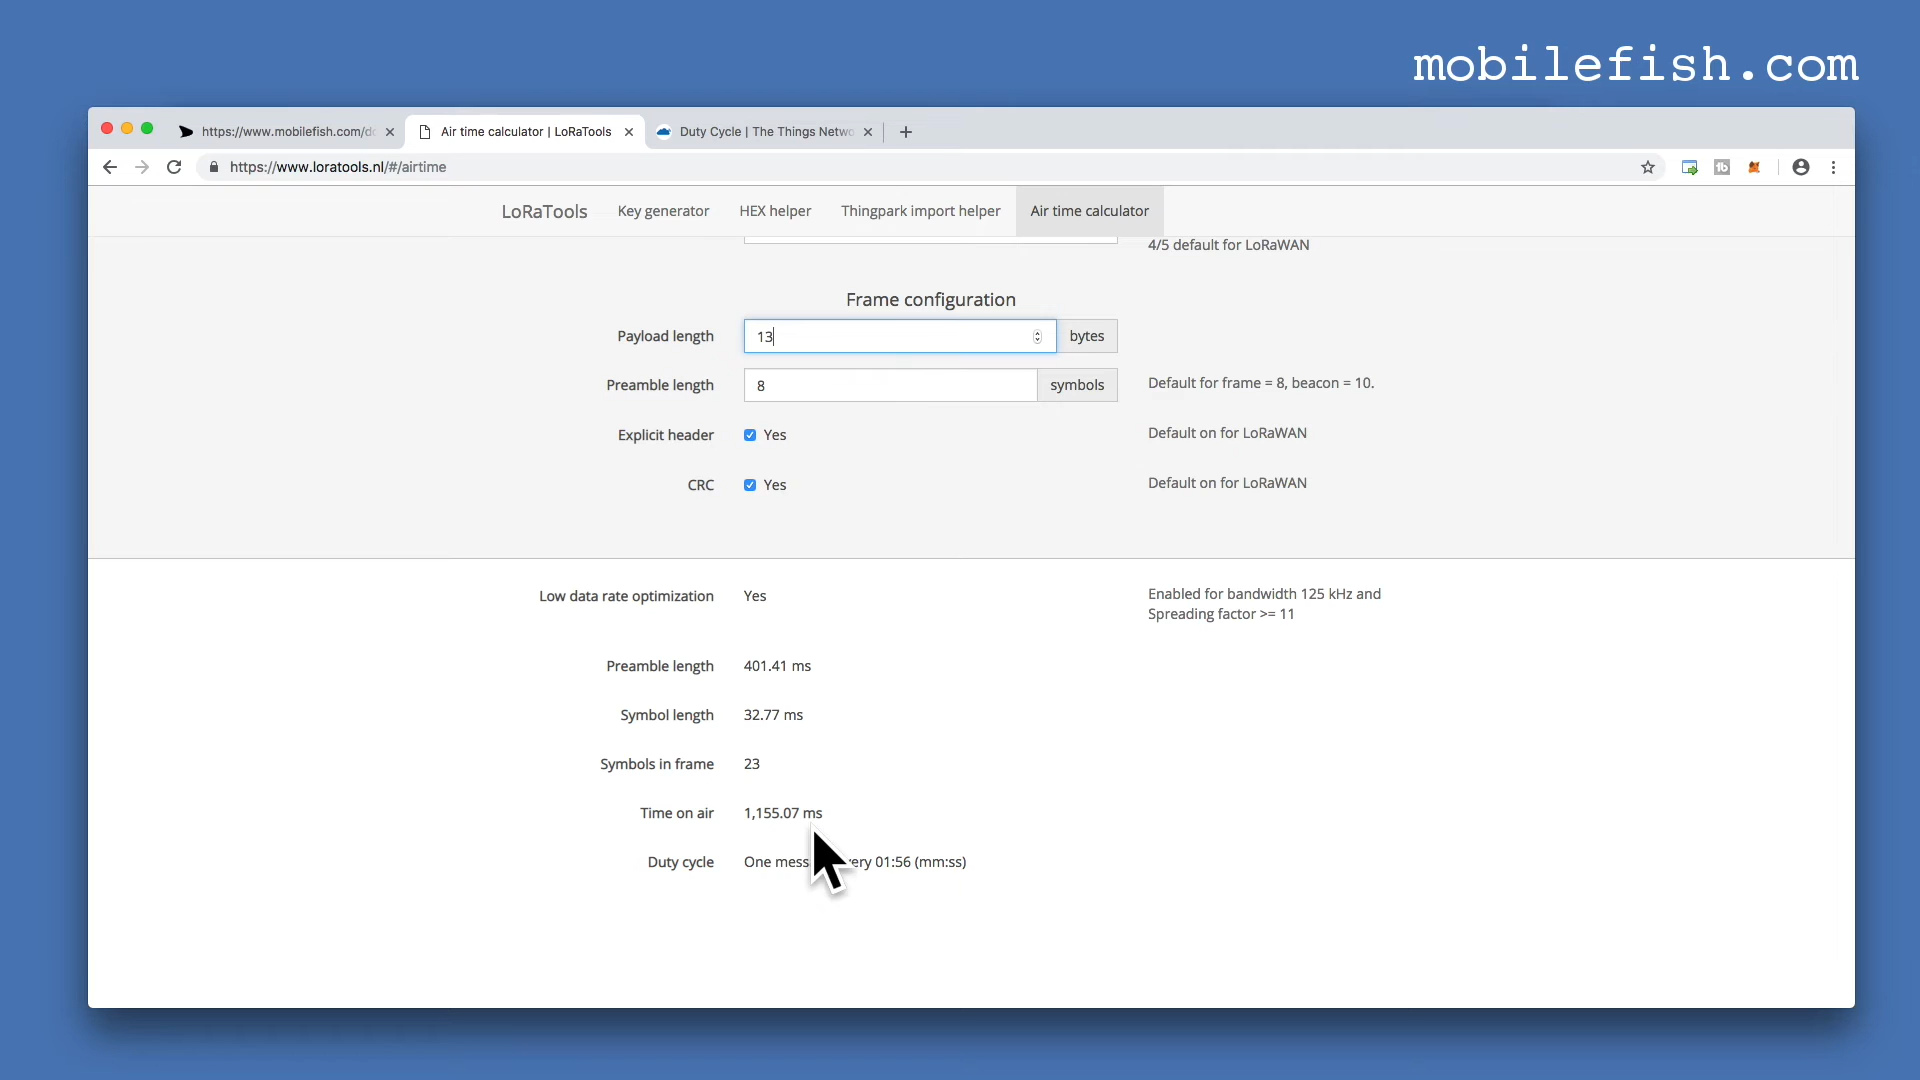 mobilefish.com
https://www.mobilefish.com/do
Air time calculator | LoRaTools
Duty Cycle | The Things Netwo
https://www.loratools.nl/#/airtime
LoRaTools Key generator HEX helper Thingpark import helper Air time calculator
4/5 default for LoRaWAN
Frame configuration
Payload length 13 bytes
Preamble length 8 symbols Default for frame = 8, beacon = 10.
Explicit header Yes Default on for LoRaWAN
CRC Yes Default on for LoRaWAN
Low data rate optimization Yes Enabled for bandwidth 125 kHz and
Spreading factor >= 11
Preamble length 401.41 ms
Symbol length 32.77 ms
Symbols in frame 23
Time on air 1,155.07 ms
Duty cycle One mess ery 01:56 (mm:ss)